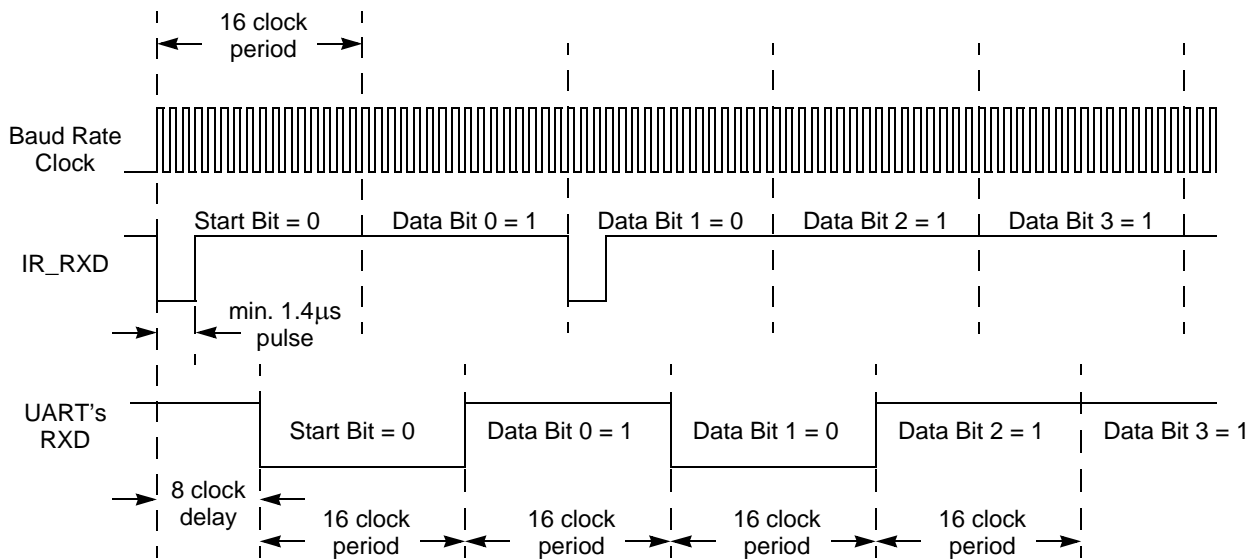 16 clock
period
Baud Rate
Clock
Start Bit = 0
Data Bit 0 = 1
Data Bit 1 = 0
Data Bit 2 = 1
Data Bit 3 = 1
IR_RXD
min. 1.4μs
pulse
UART's
RXD
Start Bit = 0
Data Bit 0 = 1
Data Bit 1 = 0
Data Bit 2 = 1
Data Bit 3 = 1
8 clock
delay
16 clock
period
16 clock
period
16 clock
period
16 clock
period